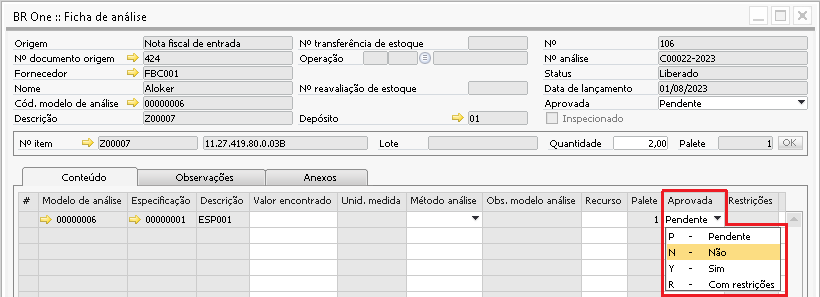 BR One :: Ficha de análise
Origem Nota fiscal de entrada Nº transferência de estoque Nº 106
Nº documento origem 424 Operação Nº análise C00022-2023
Fornecedor FBC001 Status Liberado
Nome Aloker Nº reavaliação de estoque Data de lançamento 01/08/2023
Cód. modelo de análise 00000006 Aprovada Pendente
Descrição Z00007 Depósito 01 Inspecionado
Nº item Z00007 11.27.419.80.0.03B Lote Quantidade 2,00 Palete 1 OK
Conteúdo Observações Anexos
# Modelo de análise Especificação Descrição Valor encontrado Unid. medida Método análise Obs. modelo análise Recurso Palete Aprovada Restrições
00000006 00000001 ESP001 1 Pendente
P - Pendente
N - Não
Y - Sim
R - Com restrições